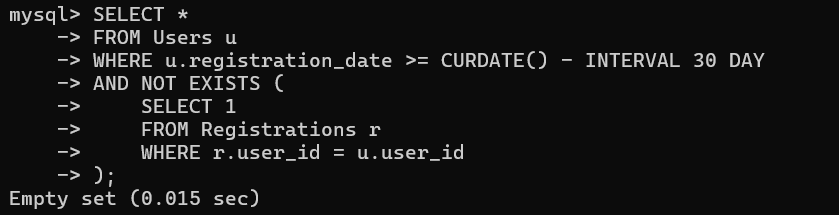 mysql> SELECT *
    -> FROM Users u
    -> WHERE u.registration_date >= CURDATE() - INTERVAL 30 DAY
    -> AND NOT EXISTS (
    ->     SELECT 1
    ->     FROM Registrations r
    ->     WHERE r.user_id = u.user_id
    -> );
Empty set (0.015 sec)